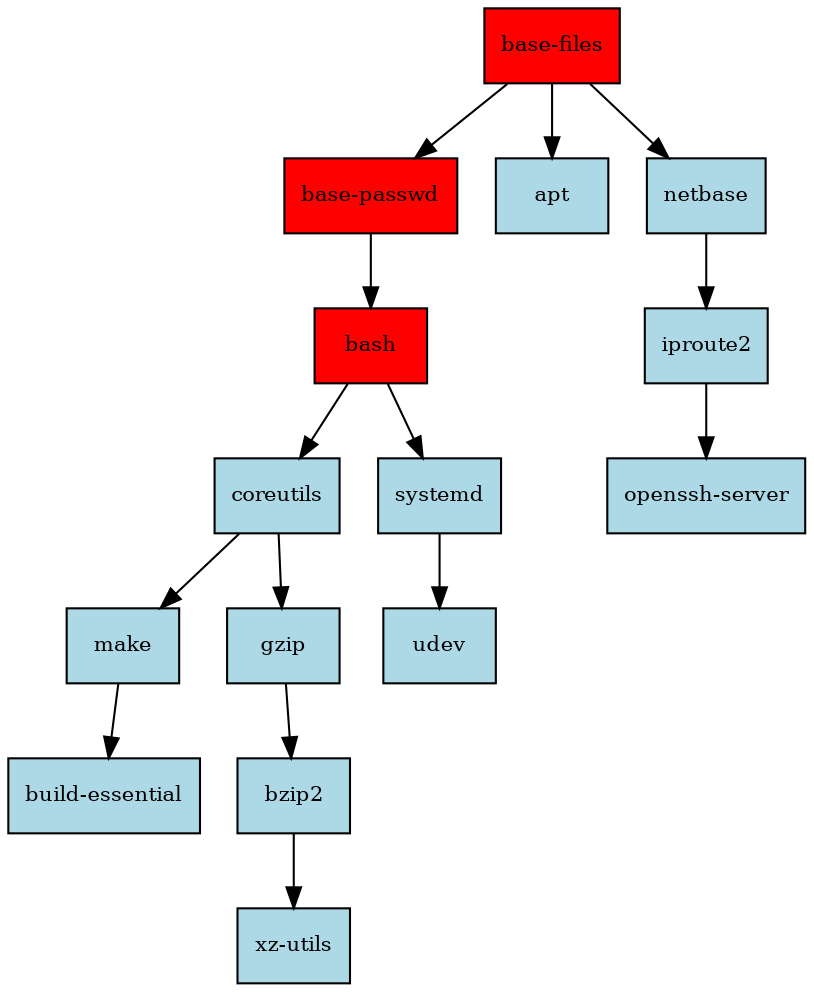 base-files
base-passwd
apt
netbase
bash
iproute2
coreutils
systemd
openssh-server
make
gzip
udev
build-essential
bzip2
xz-utils